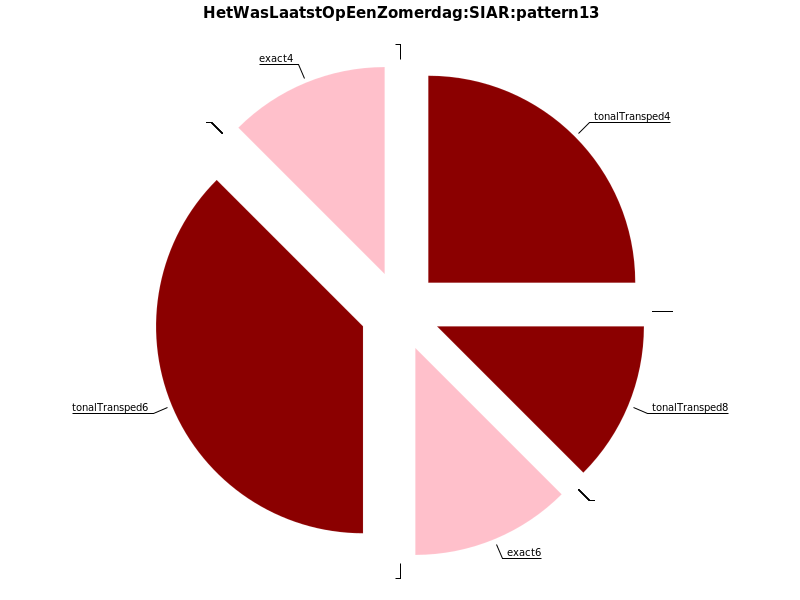 HetWasLaatstOpEenZomerdag:SIAR:pattern13
exact4
tonalTransped4
tonalTransped6
tonalTransped8
exact6